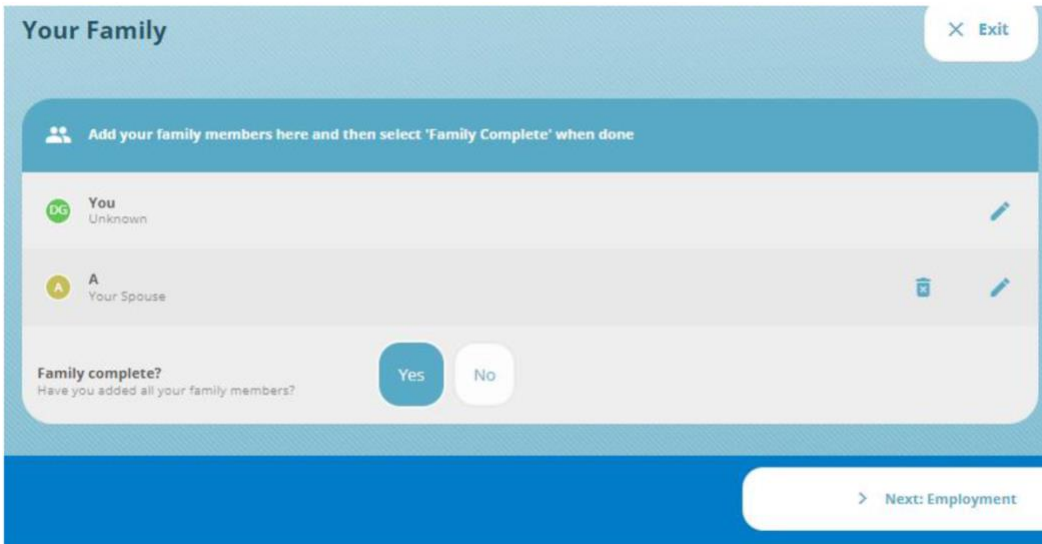 Your Family
Exit
Add your family members here and then select 'Family Complete' when done
DG
You
Unknown
A
A
Your Spouse
Family complete?
Have you added all your family members?
Yes
No
Next: Employment